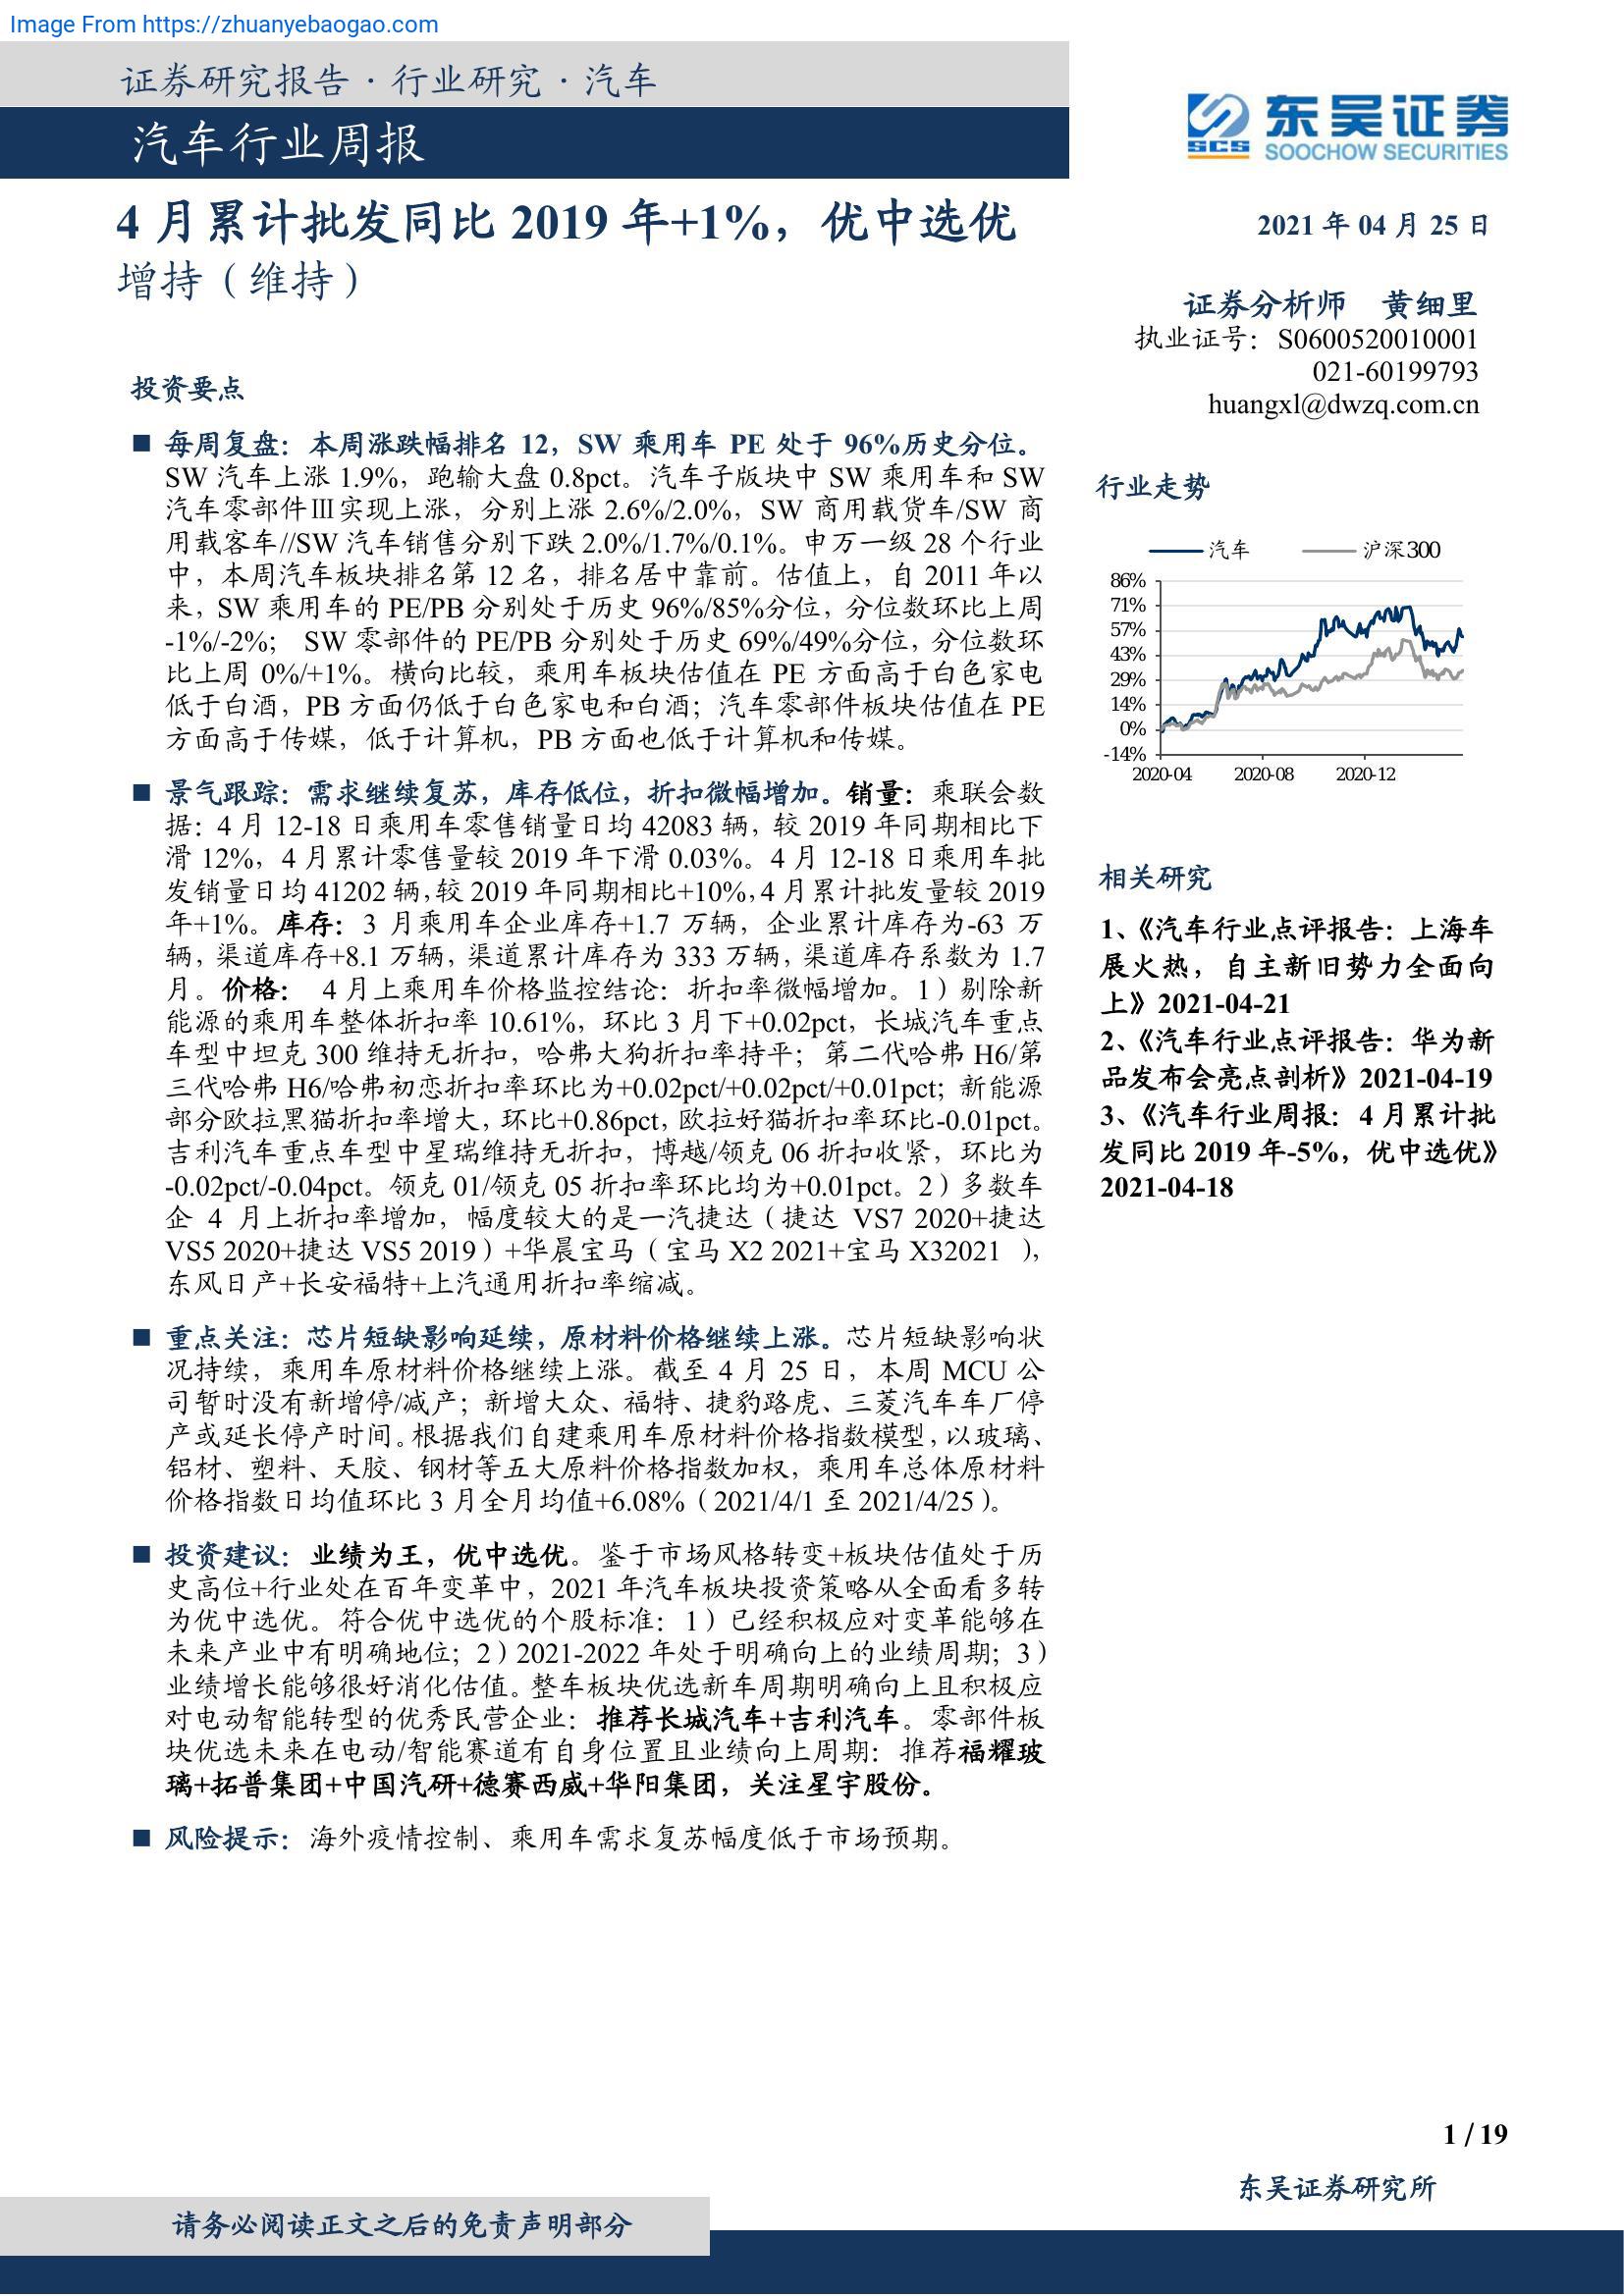 Image From https://zhuanyebaogao.com
证券研究报告·行业研究·汽车
汽车行业周报
东吴证券
SCS
SOOCHOW SECURITIES
4 月累计批发同比 2019 年+1%，优中选优
增持（维持）
2021 年 04 月 25 日
证券分析师 黄细里
执业证号：S0600520010001
021-60199793
huangxl@dwzq.com.cn
投资要点
■ 每周复盘：本周涨跌幅排名 12，SW 乘用车 PE 处于 96%历史分位。
SW 汽车上涨 1.9%，跑输大盘 0.8pct。汽车子版块中 SW 乘用车和 SW
汽车零部件Ⅲ实现上涨，分别上涨 2.6%/2.0%，SW 商用载货车/SW 商
用载客车//SW 汽车销售分别下跌 2.0%/1.7%/0.1%。申万一级 28 个行业
中，本周汽车板块排名第 12 名，排名居中靠前。估值上，自 2011 年以
来，SW 乘用车的 PE/PB 分别处于历史 96%/85%分位，分位数环比上周
-1%/-2%； SW 零部件的 PE/PB 分别处于历史 69%/49%分位，分位数环
比上周 0%/+1%。横向比较，乘用车板块估值在 PE 方面高于白色家电
低于白酒，PB 方面仍低于白色家电和白酒；汽车零部件板块估值在 PE
方面高于传媒，低于计算机，PB 方面也低于计算机和传媒。
■ 景气跟踪：需求继续复苏，库存低位，折扣微幅增加。销量：乘联会数
据：4 月 12-18 日乘用车零售销量日均 42083 辆，较 2019 年同期相比下
滑 12%，4 月累计零售量较 2019 年下滑 0.03%。4 月 12-18 日乘用车批
发销量日均 41202 辆，较 2019 年同期相比+10%，4 月累计批发量较 2019
年+1%。库存：3 月乘用车企业库存+1.7 万辆，企业累计库存为-63 万
辆，渠道库存+8.1 万辆，渠道累计库存为 333 万辆，渠道库存系数为 1.7
月。价格： 4 月上乘用车价格监控结论：折扣率微幅增加。1）剔除新
能源的乘用车整体折扣率 10.61%，环比 3 月下+0.02pct，长城汽车重点
车型中坦克 300 维持无折扣，哈弗大狗折扣率持平；第二代哈弗 H6/第
三代哈弗 H6/哈弗初恋折扣率环比为+0.02pct/+0.02pct/+0.01pct；新能源
部分欧拉黑猫折扣率增大，环比+0.86pct，欧拉好猫折扣率环比-0.01pct。
吉利汽车重点车型中星瑞维持无折扣，博越/领克 06 折扣收紧，环比为
-0.02pct/-0.04pct。领克 01/领克 05 折扣率环比均为+0.01pct。2）多数车
企 4 月上折扣率增加，幅度较大的是一汽捷达（捷达 VS7 2020+捷达
VS5 2020+捷达 VS5 2019）+华晨宝马（宝马 X2 2021+宝马 X32021 ），
东风日产+长安福特+上汽通用折扣率缩减。
■ 重点关注：芯片短缺影响延续，原材料价格继续上涨。芯片短缺影响状
况持续，乘用车原材料价格继续上涨。截至 4 月 25 日，本周 MCU 公
司暂时没有新增停/减产；新增大众、福特、捷豹路虎、三菱汽车车厂停
产或延长停产时间。根据我们自建乘用车原材料价格指数模型，以玻璃、
铝材、塑料、天胶、钢材等五大原料价格指数加权，乘用车总体原材料
价格指数日均值环比 3 月全月均值+6.08%（2021/4/1 至 2021/4/25）。
■ 投资建议：业绩为王，优中选优。鉴于市场风格转变+板块估值处于历
史高位+行业处在百年变革中，2021 年汽车板块投资策略从全面看多转
为优中选优。符合优中选优的个股标准：1）已经积极应对变革能够在
未来产业中有明确地位；2）2021-2022 年处于明确向上的业绩周期；3）
业绩增长能够很好消化估值。整车板块优选新车周期明确向上且积极应
对电动智能转型的优秀民营企业：推荐长城汽车+吉利汽车。零部件板
块优选未来在电动/智能赛道有自身位置且业绩向上周期：推荐福耀玻
璃+拓普集团+中国汽研+德赛西威+华阳集团，关注星宇股份。
■ 风险提示：海外疫情控制、乘用车需求复苏幅度低于市场预期。
行业走势
汽车 沪深300
86%
71%
57%
43%
29%
14%
0%
-14%
2020-04 2020-08 2020-12
相关研究
1、《汽车行业点评报告：上海车
展火热，自主新旧势力全面向
上》2021-04-21
2、《汽车行业点评报告：华为新
品发布会亮点剖析》2021-04-19
3、《汽车行业周报：4 月累计批
发同比 2019 年-5%，优中选优》
2021-04-18
1 / 19
东吴证券研究所
请务必阅读正文之后的免责声明部分